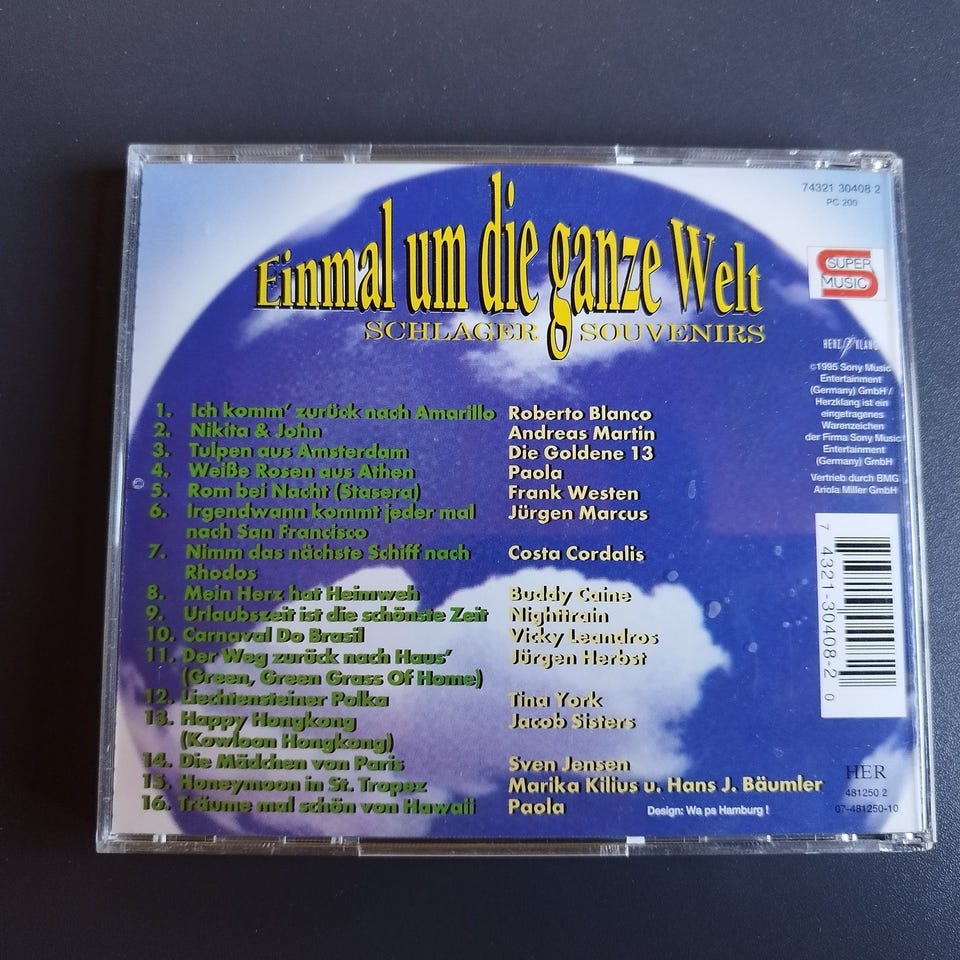 74321 30408 2
PC 200
Einmal um die ganze Welt
SCHLAGER SOUVENIRS
SUPER
MUSIC
HERZ KLANG
©1995 Sony Music
Entertainment
(Germany) GmbH /
Herzklang ist ein
eingetragenes
Warenzeichen
der Firma Sony Music
Entertainment
(Germany) GmbH
Vertrieb durch BMG
Ariola Miller GmbH
1. Ich komm' zurück nach Amarillo Roberto Blanco
2. Nikita & John Andreas Martin
3. Tulpen aus Amsterdam Die Goldene 13
4. Weiße Rosen aus Athen Paola
5. Rom bei Nacht (Stasera) Frank Westen
6. Irgendwann kommt jeder mal Jürgen Marcus
nach San Francisco
7. Nimm das nächste Schiff nach Costa Cordalis
Rhodos
8. Mein Herz hat Heimweh Buddy Caine
9. Urlaubszeit ist die schönste Zeit Nighttrain
10. Carnaval Do Brasil Vicky Leandros
11. Der Weg zurück nach Haus' Jürgen Herbst
(Green, Green Grass Of Home)
12. Liechtensteiner Polka Tina York
13. Happy Hongkong Jacob Sisters
(Kowloon Hongkong)
14. Die Mädchen von Paris Sven Jensen
15. Honeymoon in St. Tropez Marika Kilius u. Hans J. Bäumler
16. Träume mal schön von Hawaii Paola
Design: Wa pa Hamburg !
7 4321-30408-2 0
HER
481250 2
07-481250-10